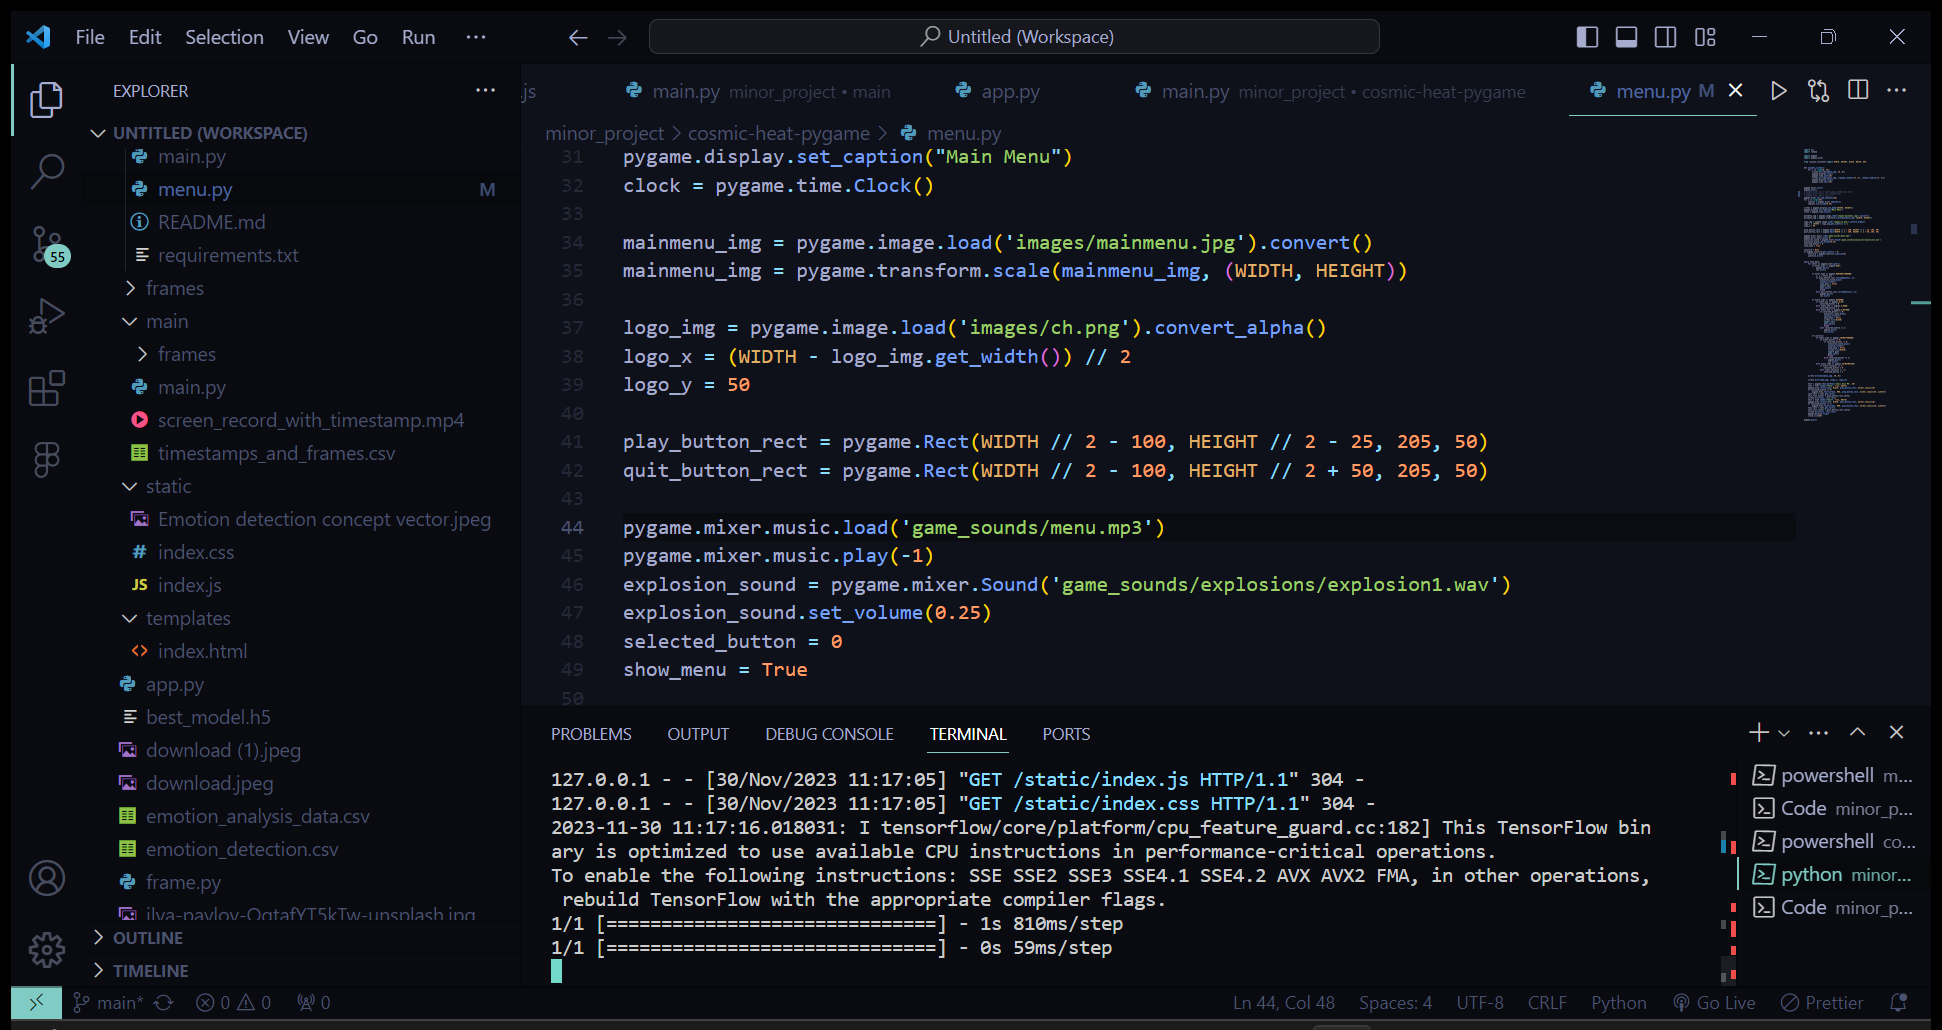 File Edit Selection View Go Run ···
Untitled (Workspace)
EXPLORER ···
UNTITLED (WORKSPACE)
main.py
menu.py M
README.md
requirements.txt
frames
main
frames
main.py
screen_record_with_timestamp.mp4
timestamps_and_frames.csv
static
Emotion detection concept vector.jpeg
# index.css
JS index.js
templates
index.html
app.py
best_model.h5
download (1).jpeg
download.jpeg
emotion_analysis_data.csv
emotion_detection.csv
frame.py
ilya-pavlov-OqtafYT5kTw-unsplash.jpg
OUTLINE
TIMELINE
55
.js main.py minor_project • main app.py main.py minor_project • cosmic-heat-pygame menu.py M
minor_project > cosmic-heat-pygame > menu.py
31 pygame.display.set_caption("Main Menu")
32 clock = pygame.time.Clock()
33
34 mainmenu_img = pygame.image.load('images/mainmenu.jpg').convert()
35 mainmenu_img = pygame.transform.scale(mainmenu_img, (WIDTH, HEIGHT))
36
37 logo_img = pygame.image.load('images/ch.png').convert_alpha()
38 logo_x = (WIDTH - logo_img.get_width()) // 2
39 logo_y = 50
40
41 play_button_rect = pygame.Rect(WIDTH // 2 - 100, HEIGHT // 2 - 25, 205, 50)
42 quit_button_rect = pygame.Rect(WIDTH // 2 - 100, HEIGHT // 2 + 50, 205, 50)
43
44 pygame.mixer.music.load('game_sounds/menu.mp3')
45 pygame.mixer.music.play(-1)
46 explosion_sound = pygame.mixer.Sound('game_sounds/explosions/explosion1.wav')
47 explosion_sound.set_volume(0.25)
48 selected_button = 0
49 show_menu = True
50
PROBLEMS OUTPUT DEBUG CONSOLE TERMINAL PORTS
127.0.0.1 - - [30/Nov/2023 11:17:05] "GET /static/index.js HTTP/1.1" 304 -
127.0.0.1 - - [30/Nov/2023 11:17:05] "GET /static/index.css HTTP/1.1" 304 -
2023-11-30 11:17:16.018031: I tensorflow/core/platform/cpu_feature_guard.cc:182] This TensorFlow bin
ary is optimized to use available CPU instructions in performance-critical operations.
To enable the following instructions: SSE SSE2 SSE3 SSE4.1 SSE4.2 AVX AVX2 FMA, in other operations,
rebuild TensorFlow with the appropriate compiler flags.
1/1 [==============================] - 1s 810ms/step
1/1 [==============================] - 0s 59ms/step
powershell m...
Code minor_p...
powershell co...
python minor...
Code minor_p...
main* 0 0 0
Ln 44, Col 48 Spaces: 4 UTF-8 CRLF Python Go Live Prettier